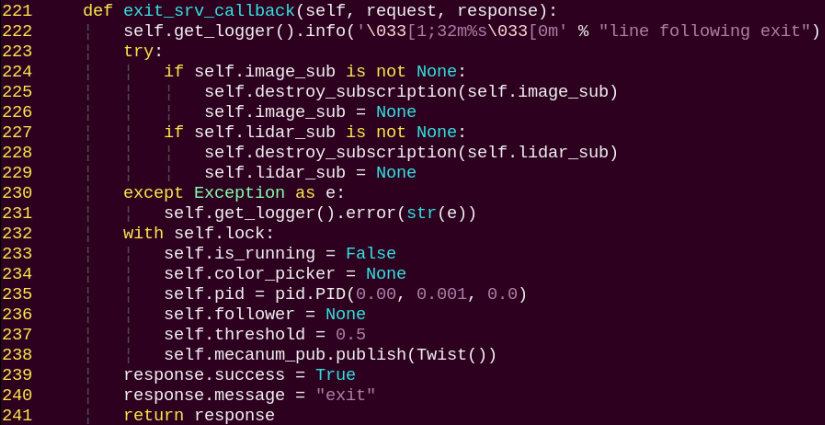 221     def exit_srv_callback(self, request, response):
222         self.get_logger().info('\033[1;32m%s\033[0m' % "line following exit")
223         try:
224             if self.image_sub is not None:
225                 self.destroy_subscription(self.image_sub)
226                 self.image_sub = None
227             if self.lidar_sub is not None:
228                 self.destroy_subscription(self.lidar_sub)
229                 self.lidar_sub = None
230         except Exception as e:
231             self.get_logger().error(str(e))
232         with self.lock:
233             self.is_running = False
234             self.color_picker = None
235             self.pid = pid.PID(0.00, 0.001, 0.0)
236             self.follower = None
237             self.threshold = 0.5
238             self.mecanum_pub.publish(Twist())
239         response.success = True
240         response.message = "exit"
241         return response